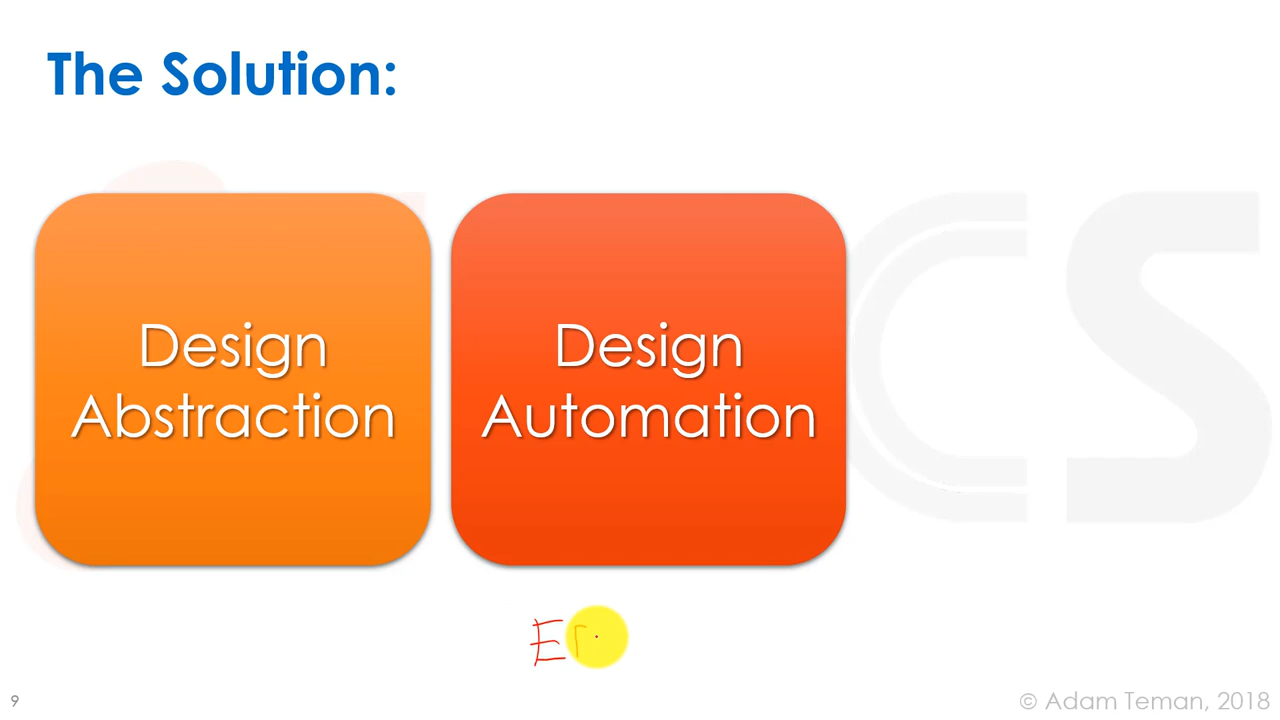 The Solution:
Design
Abstraction
Design
Automation
E
9
© Adam Teman, 2018